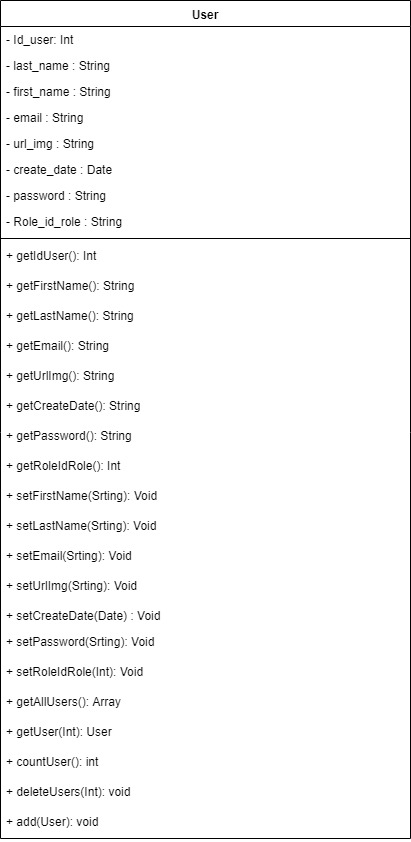 User
- Id_user: Int
- last_name : String
- first_name : String
- email : String
- url_img : String
- create_date : Date
- password : String
- Role_id_role : String
+ getIdUser(): Int
+ getFirstName(): String
+ getLastName(): String
+ getEmail(): String
+ getUrlImg(): String
+ getCreateDate(): String
+ getPassword(): String
+ getRoleIdRole(): Int
+ setFirstName(Srting): Void
+ setLastName(Srting): Void
+ setEmail(Srting): Void
+ setUrlImg(Srting): Void
+ setCreateDate(Date) : Void
+ setPassword(Srting): Void
+ setRoleIdRole(Int): Void
+ getAllUsers(): Array
+ getUser(Int): User
+ countUser(): int
+ deleteUsers(Int): void
+ add(User): void